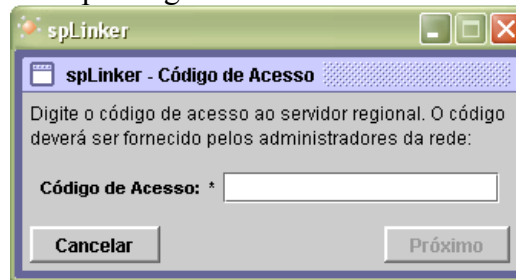 spLinker
spLinker - Código de Acesso
Digite o código de acesso ao servidor regional. O código
deverá ser fornecido pelos administradores da rede:
Código de Acesso: *
Cancelar Próximo